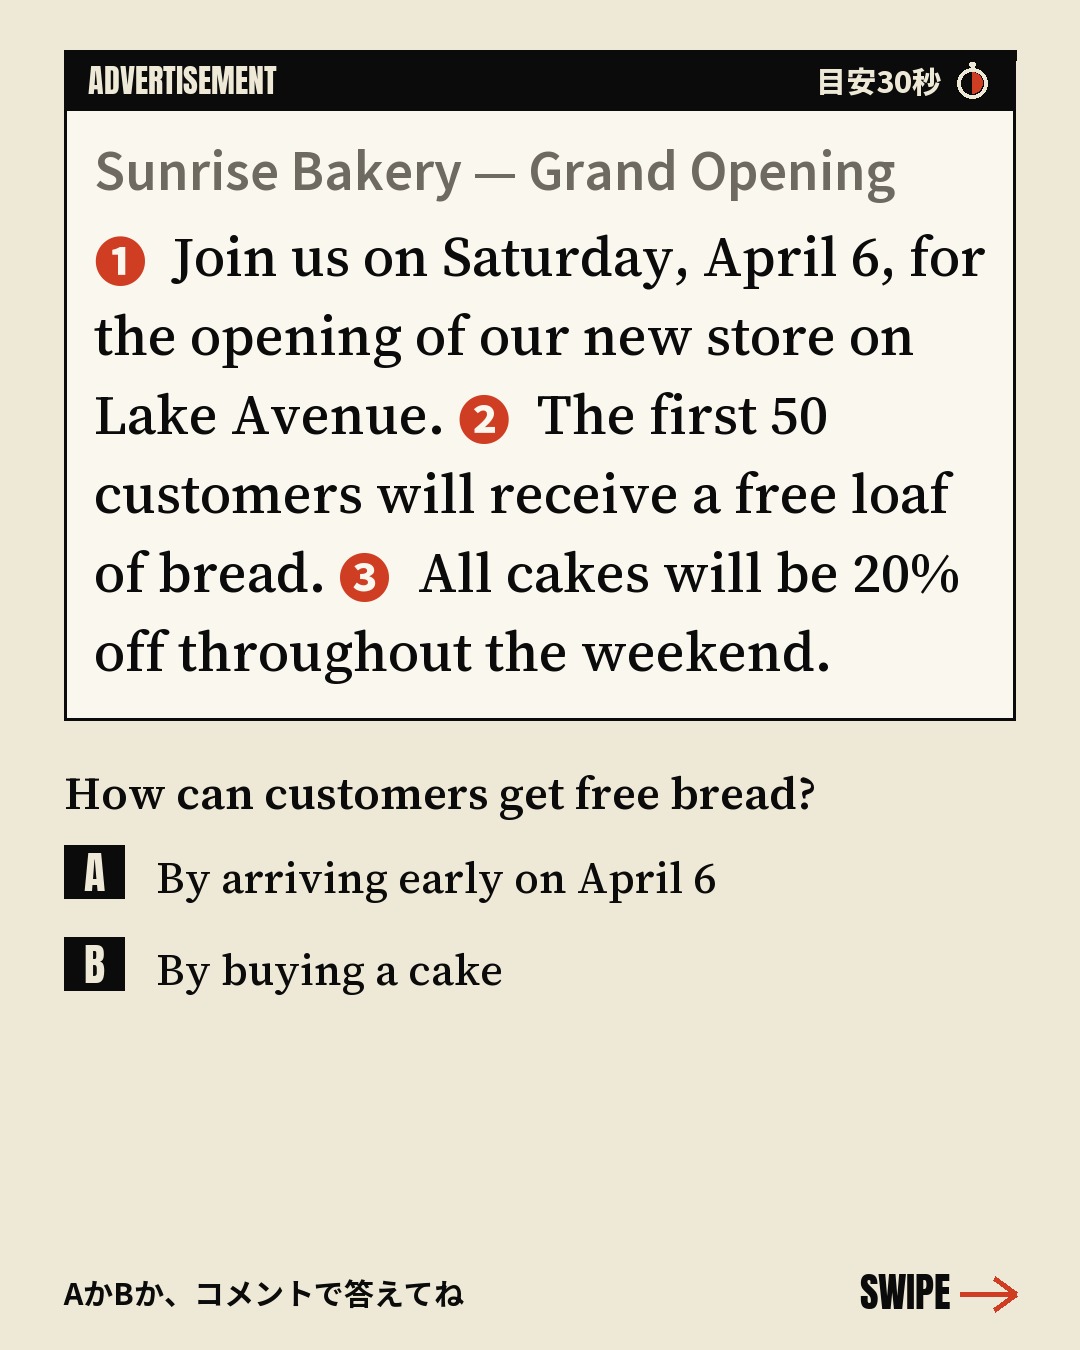 ADVERTISEMENT 目安30秒
Sunrise Bakery — Grand Opening
❶ Join us on Saturday, April 6, for
the opening of our new store on
Lake Avenue. ❷ The first 50
customers will receive a free loaf
of bread. ❸ All cakes will be 20%
off throughout the weekend.
How can customers get free bread?
A By arriving early on April 6
B By buying a cake
AかBか、コメントで答えてね SWIPE